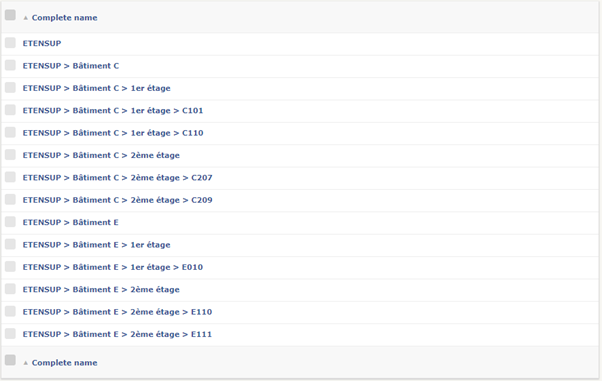 ▲ Complete name
ETENSUP
ETENSUP > Bâtiment C
ETENSUP > Bâtiment C > 1er étage
ETENSUP > Bâtiment C > 1er étage > C101
ETENSUP > Bâtiment C > 1er étage > C110
ETENSUP > Bâtiment C > 2ème étage
ETENSUP > Bâtiment C > 2ème étage > C207
ETENSUP > Bâtiment C > 2ème étage > C209
ETENSUP > Bâtiment E
ETENSUP > Bâtiment E > 1er étage
ETENSUP > Bâtiment E > 1er étage > E010
ETENSUP > Bâtiment E > 2ème étage
ETENSUP > Bâtiment E > 2ème étage > E110
ETENSUP > Bâtiment E > 2ème étage > E111
▲ Complete name